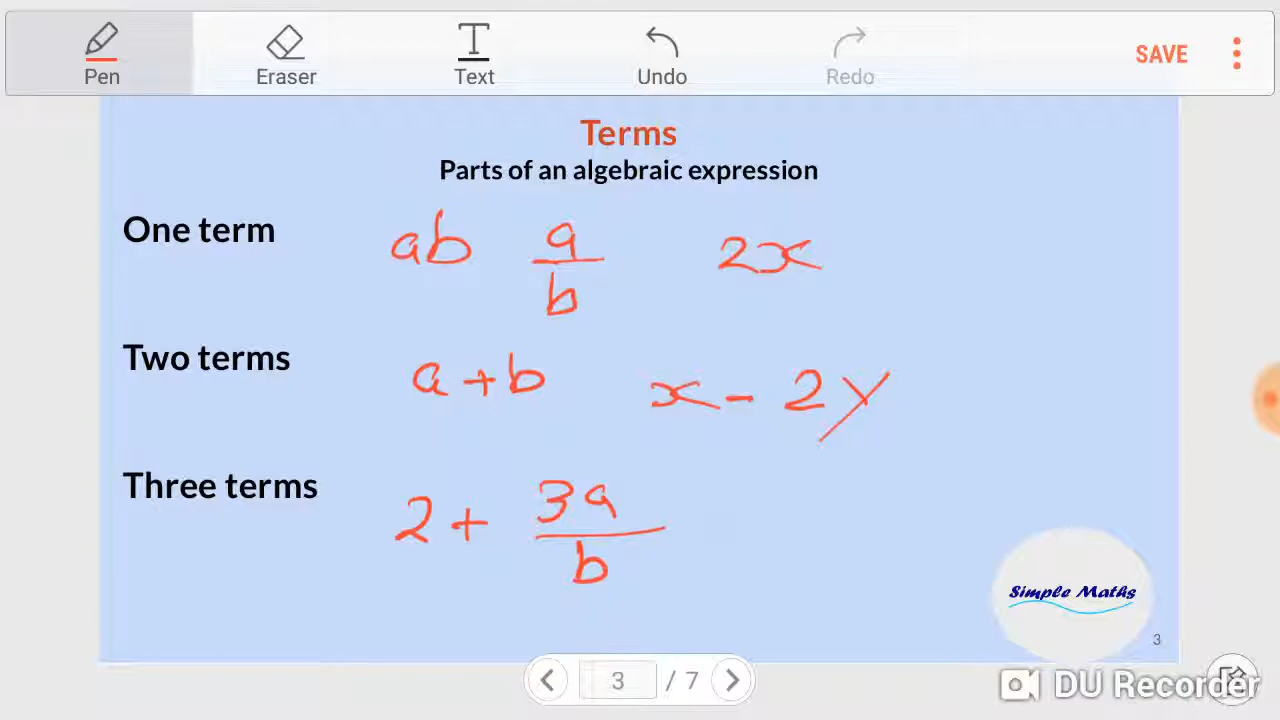 Pen Eraser Text Undo Redo SAVE
Terms
Parts of an algebraic expression
One term ab a/b 2x
Two terms a + b x - 2y
Three terms 2 + 3a/b
Simple Maths
3
3 / 7
DU Recorder